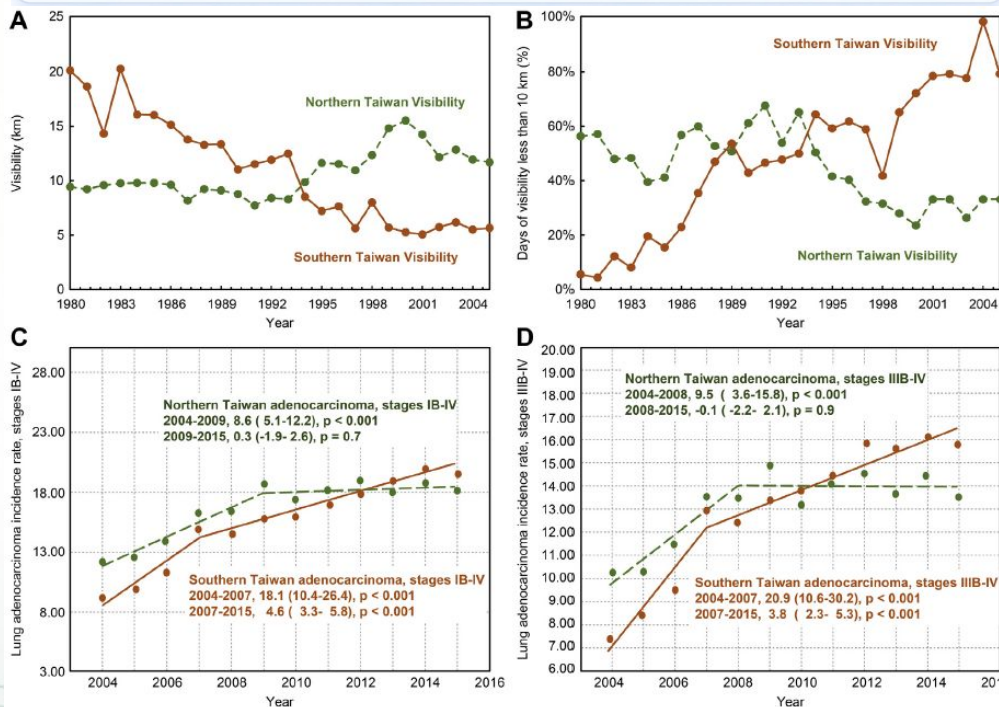 A
Visibility (km)
25
20
15
10
5
0
Northern Taiwan Visibility
Southern Taiwan Visibility
1980 1983 1986 1989 1992 1995 1998 2001 2004
Year
B
Days of visibility less than 10 km (%)
100%
80%
60%
40%
20%
0%
Southern Taiwan Visibility
Northern Taiwan Visibility
1980 1983 1986 1989 1992 1995 1998 2001 2004
Year
C
Lung adenocarcinoma incidence rate, stages IB-IV
28.00
23.00
18.00
13.00
8.00
3.00
Northern Taiwan adenocarcinoma, stages IB-IV
2004-2009, 8.6 ( 5.1-12.2), p < 0.001
2009-2015, 0.3 (-1.9- 2.6), p = 0.7
Southern Taiwan adenocarcinoma, stages IB-IV
2004-2007, 18.1 (10.4-26.4), p < 0.001
2007-2015, 4.6 ( 3.3- 5.8), p < 0.001
2004 2006 2008 2010 2012 2014 2016
Year
D
Lung adenocarcinoma incidence rate, stages IIIB-IV
20.00
19.00
18.00
17.00
16.00
15.00
14.00
13.00
12.00
11.00
10.00
9.00
8.00
7.00
6.00
Northern Taiwan adenocarcinoma, stages IIIB-IV
2004-2008, 9.5 ( 3.6-15.8), p < 0.001
2008-2015, -0.1 ( -2.2- 2.1), p = 0.9
Southern Taiwan adenocarcinoma, stages IIIB-IV
2004-2007, 20.9 (10.6-30.2), p < 0.001
2007-2015, 3.8 ( 2.3- 5.3), p < 0.001
2004 2006 2008 2010 2012 2014
Year